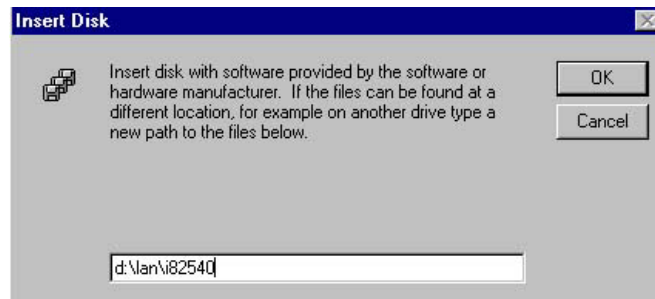 Insert Disk
Insert disk with software provided by the software or
hardware manufacturer. If the files can be found at a
different location, for example on another drive type a
new path to the files below.
OK
Cancel
d:\lan\i82540